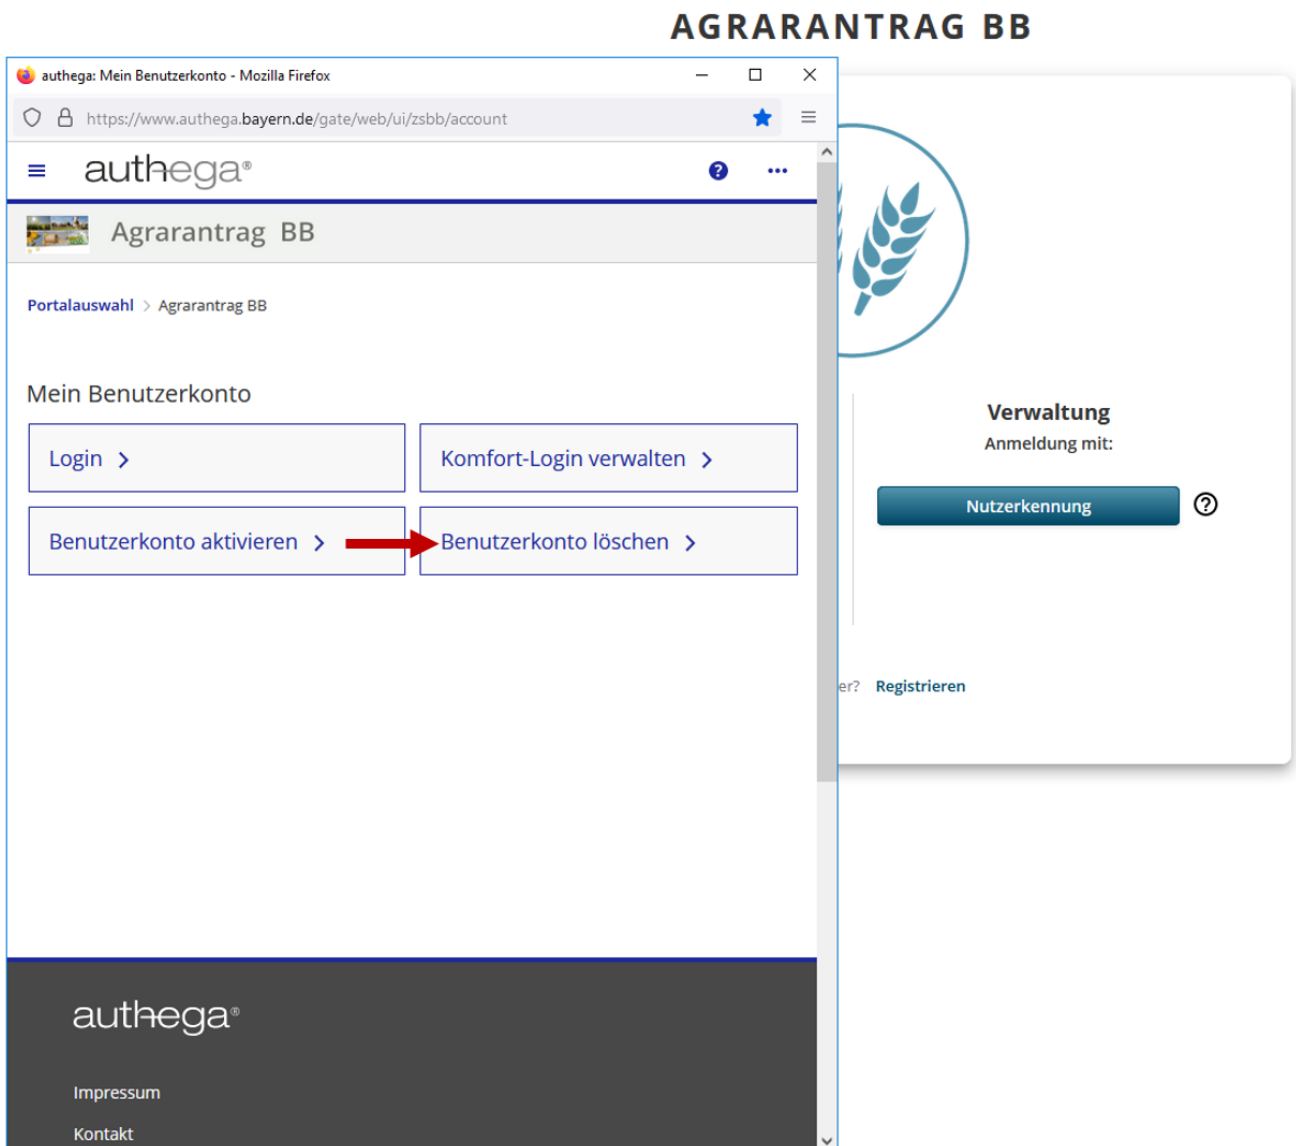 AGRARANTRAG BB
authega: Mein Benutzerkonto - Mozilla Firefox
https://www.authega.bayern.de/gate/web/ui/zsbb/account
authega®
Agrarantrag BB
Portalauswahl > Agrarantrag BB
Mein Benutzerkonto
Login >
Komfort-Login verwalten >
Benutzerkonto aktivieren >
Benutzerkonto löschen >
Verwaltung
Anmeldung mit:
Nutzerkennung
er? Registrieren
authega®
Impressum
Kontakt